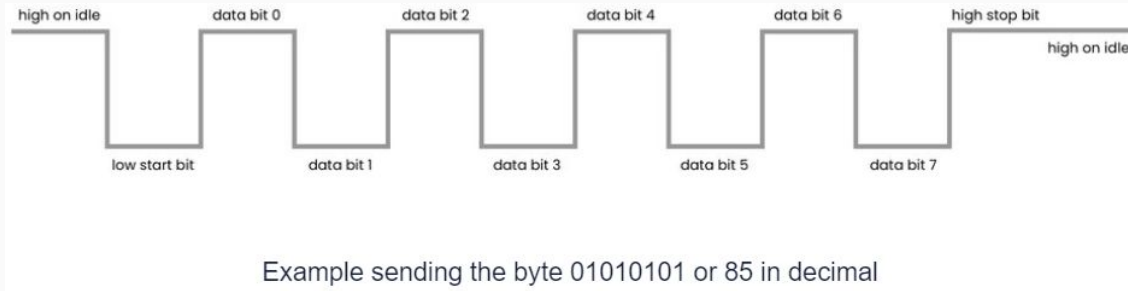 high on idle data bit 0 data bit 2 data bit 4 data bit 6 high stop bit
high on idle
low start bit data bit 1 data bit 3 data bit 5 data bit 7
Example sending the byte 01010101 or 85 in decimal